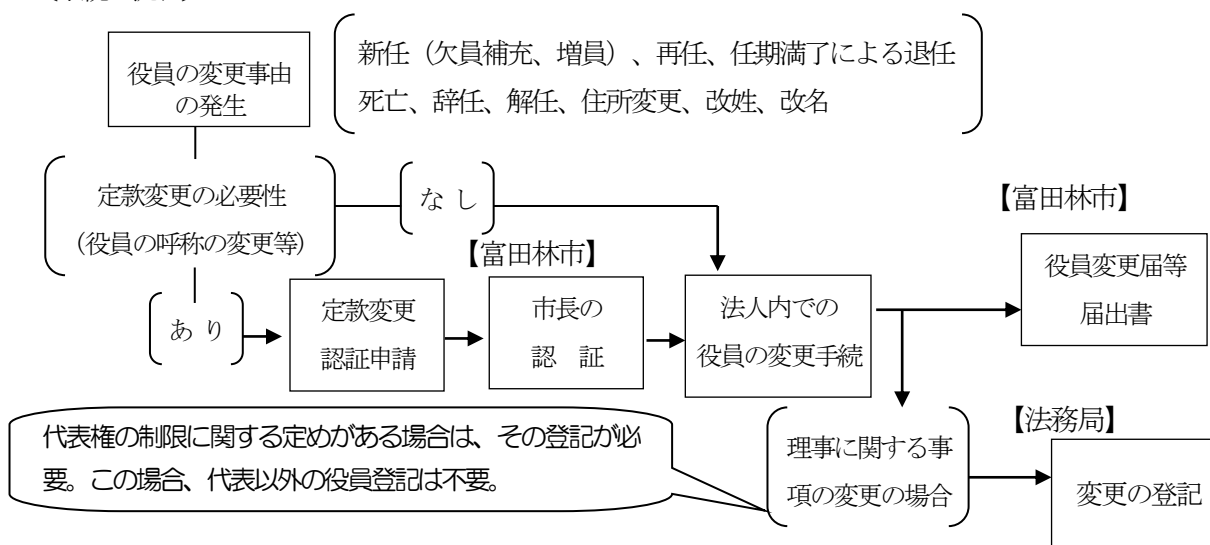 役員の変更事由
の発生
新任（欠員補充、増員）、再任、任期満了による退任
死亡、辞任、解任、住所変更、改姓、改名
定款変更の必要性
（役員の呼称の変更等）
な し
あ り
定款変更
認証申請
【富田林市】
市長の
認　証
法人内での
役員の変更手続
【富田林市】
役員変更届等
届出書
代表権の制限に関する定めがある場合は、その登記が必
要。この場合、代表以外の役員登記は不要。
理事に関する事
項の変更の場合
【法務局】
変更の登記